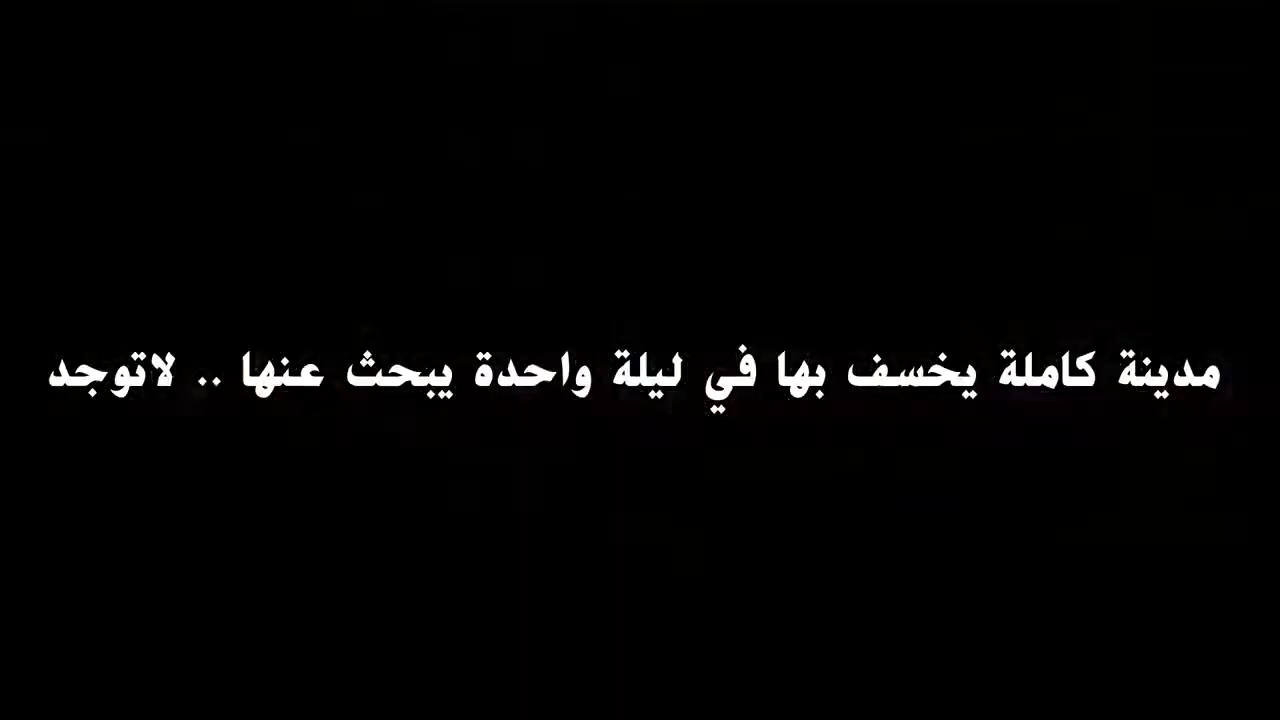 مدينة كاملة يخسف بها في ليلة واحدة يبحث عنها .. لاتوجد